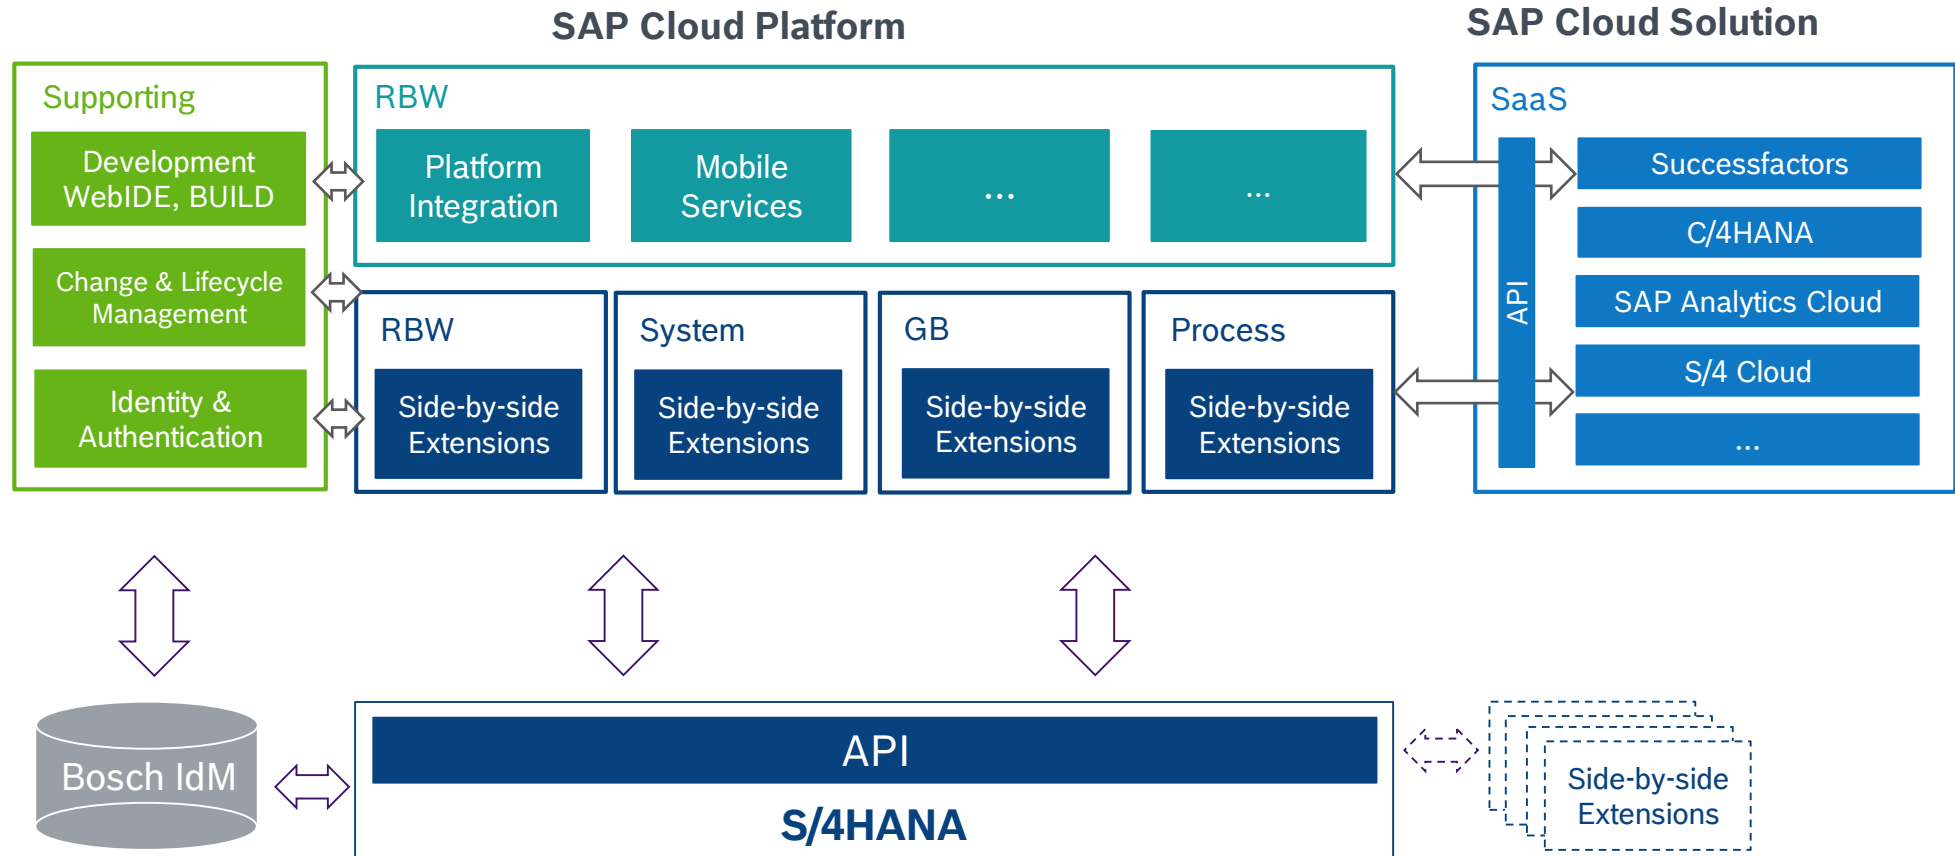 SAP Cloud Platform
SAP Cloud Solution
Supporting
Development
WebIDE, BUILD
Change & Lifecycle
Management
Identity &
Authentication
RBW
Platform
Integration
Mobile
Services
...
...
RBW
Side-by-side
Extensions
System
Side-by-side
Extensions
GB
Side-by-side
Extensions
Process
Side-by-side
Extensions
SaaS
API
Successfactors
C/4HANA
SAP Analytics Cloud
S/4 Cloud
...
Bosch IdM
API
S/4HANA
Side-by-side
Extensions